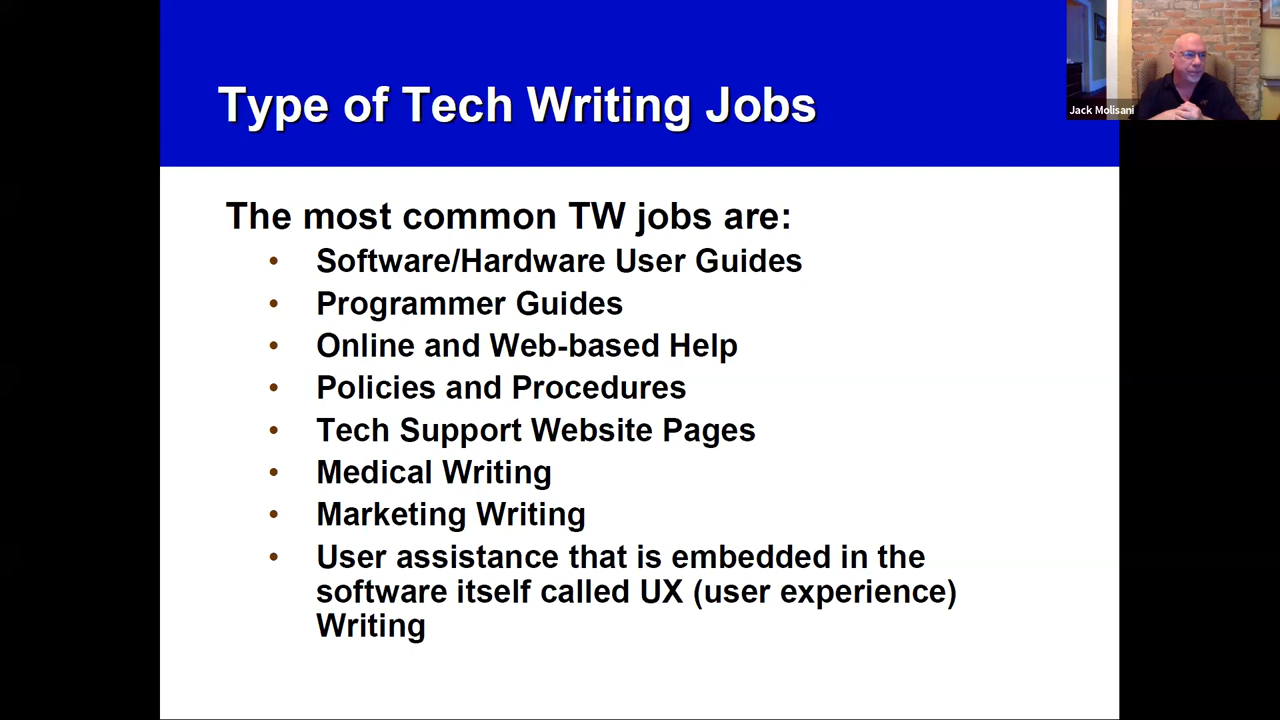 Type of Tech Writing Jobs
Jack Molisani
The most common TW jobs are:
• Software/Hardware User Guides
• Programmer Guides
• Online and Web-based Help
• Policies and Procedures
• Tech Support Website Pages
• Medical Writing
• Marketing Writing
• User assistance that is embedded in the
software itself called UX (user experience)
Writing